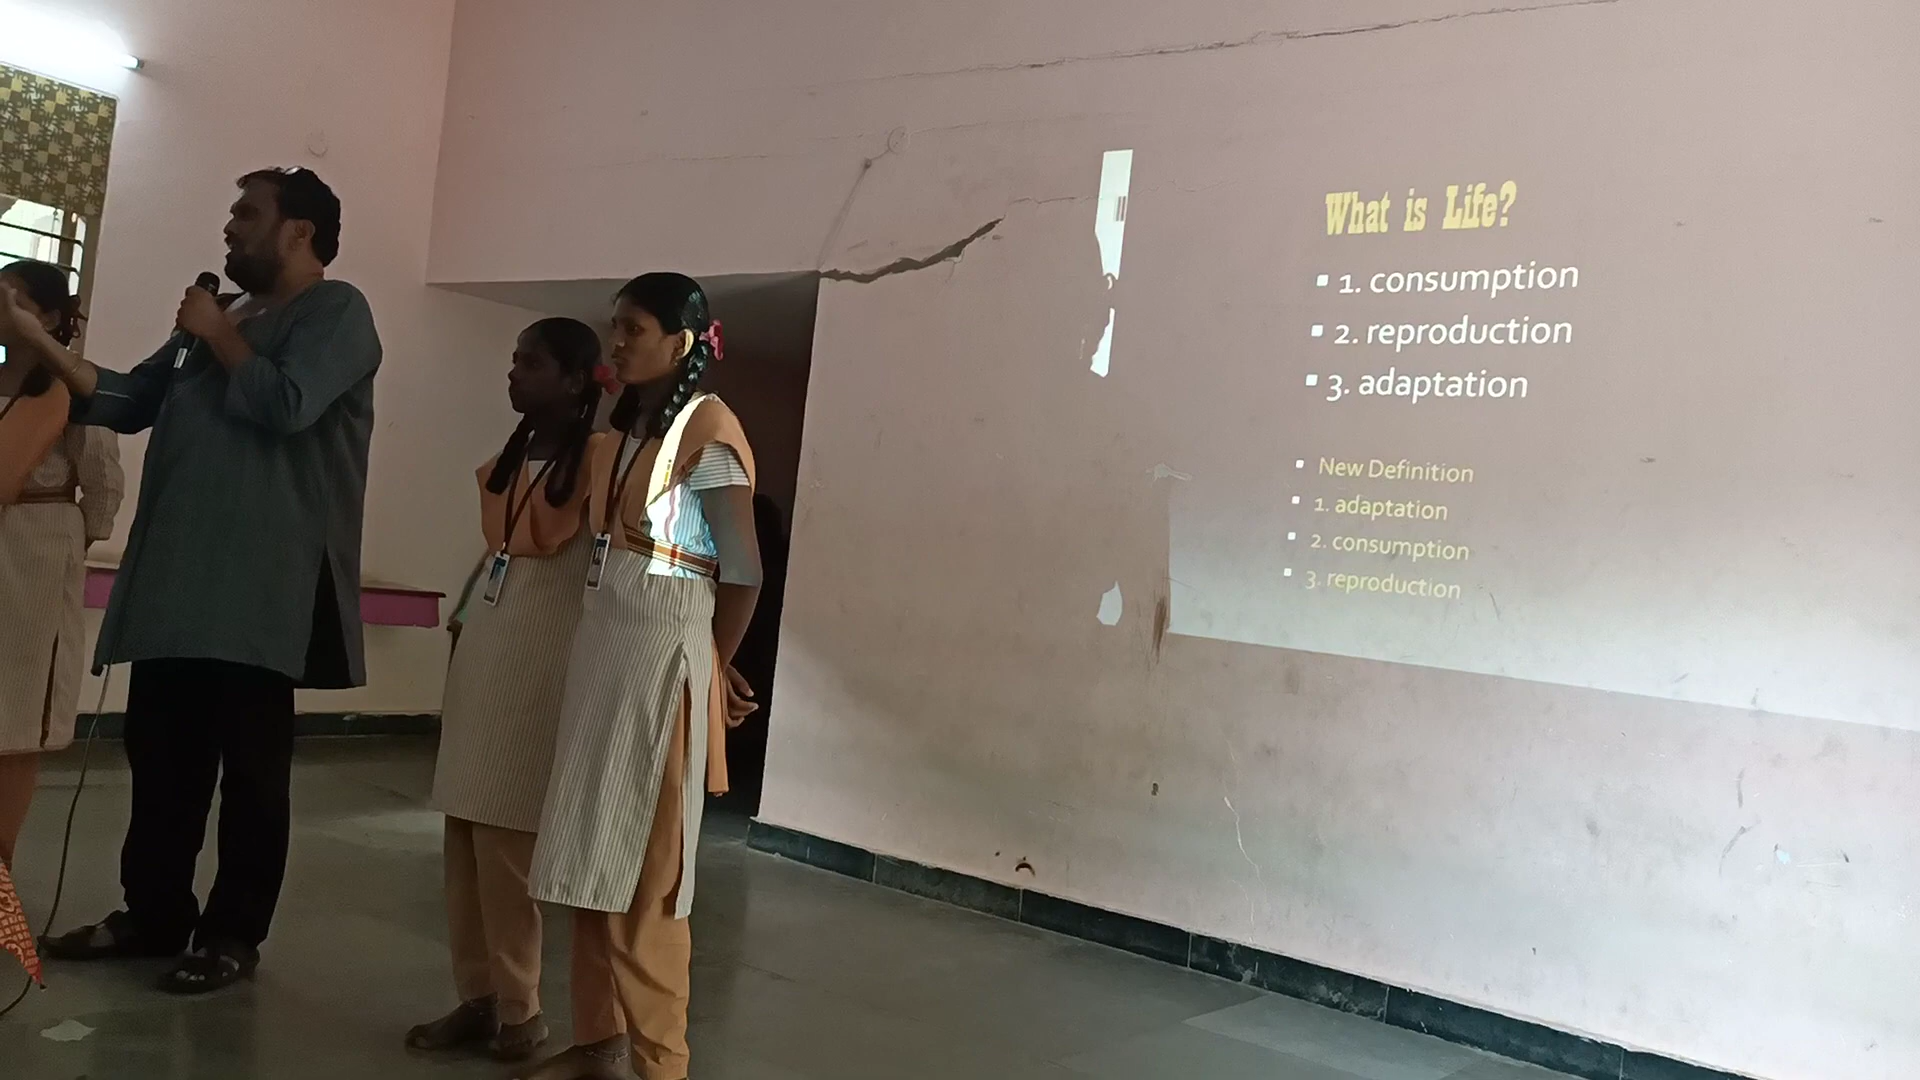 What is Life?
▪ 1. consumption
▪ 2. reproduction
▪ 3. adaptation
▪ New Definition
▪ 1. adaptation
▪ 2. consumption
▪ 3. reproduction